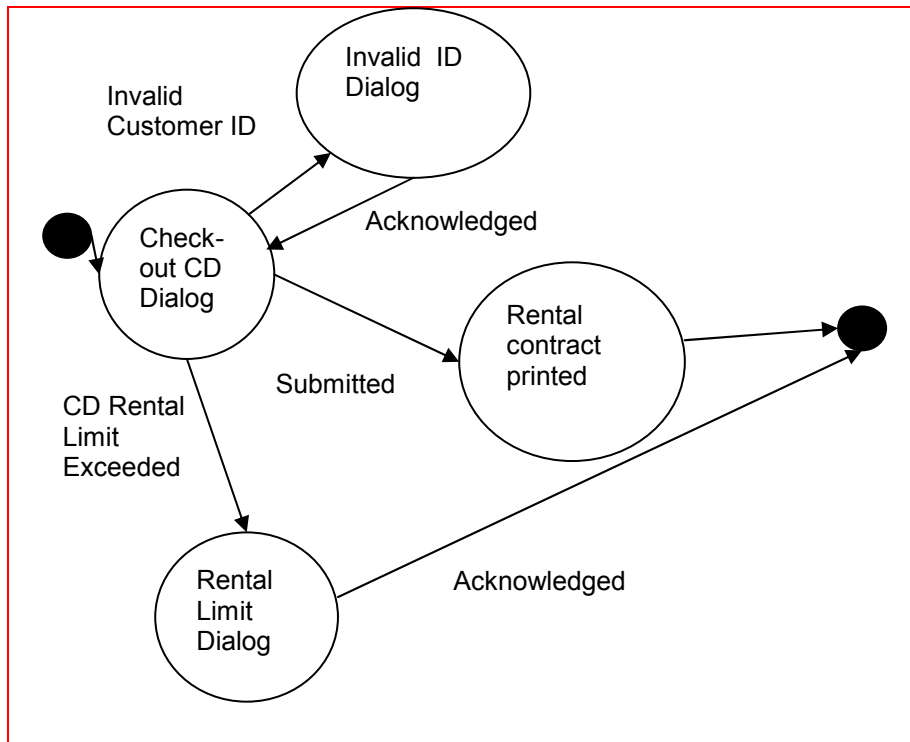 Invalid ID
Dialog
Invalid
Customer ID
Acknowledged
Check-
out CD
Dialog
Rental
contract
printed
Submitted
CD Rental
Limit
Exceeded
Rental
Limit
Dialog
Acknowledged